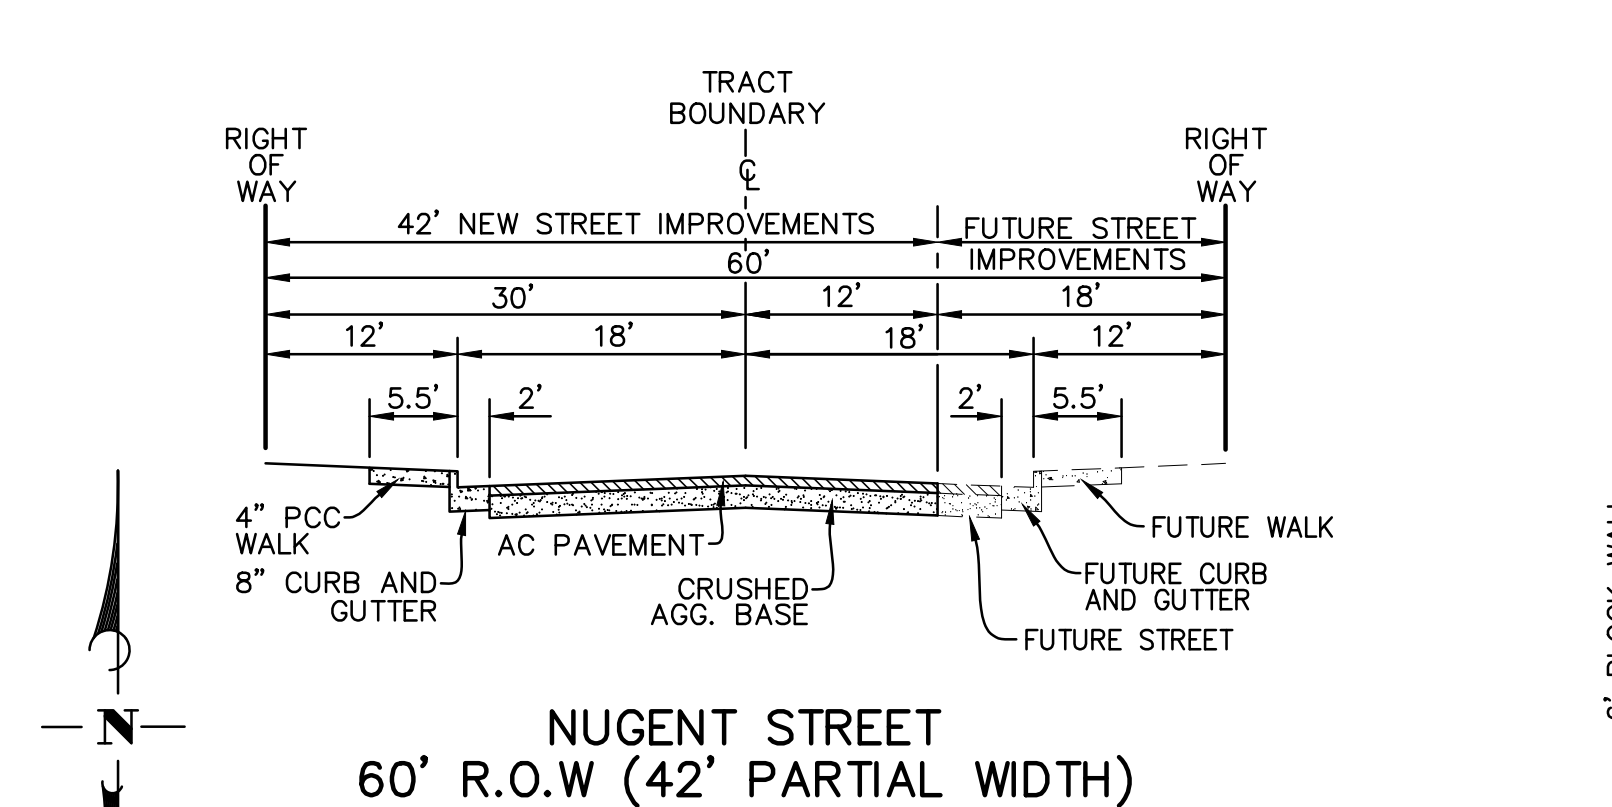 TRACT
BOUNDARY
RIGHT
OF
WAY
℄
RIGHT
OF
WAY
42' NEW STREET IMPROVEMENTS
FUTURE STREET
IMPROVEMENTS
60'
30'
12'
18'
12'
18'
18'
12'
5.5'
2'
2'
5.5'
4" PCC
WALK
8" CURB AND
GUTTER
AC PAVEMENT
CRUSHED
AGG. BASE
FUTURE WALK
FUTURE CURB
AND GUTTER
FUTURE STREET
N
NUGENT STREET
60' R.O.W (42' PARTIAL WIDTH)